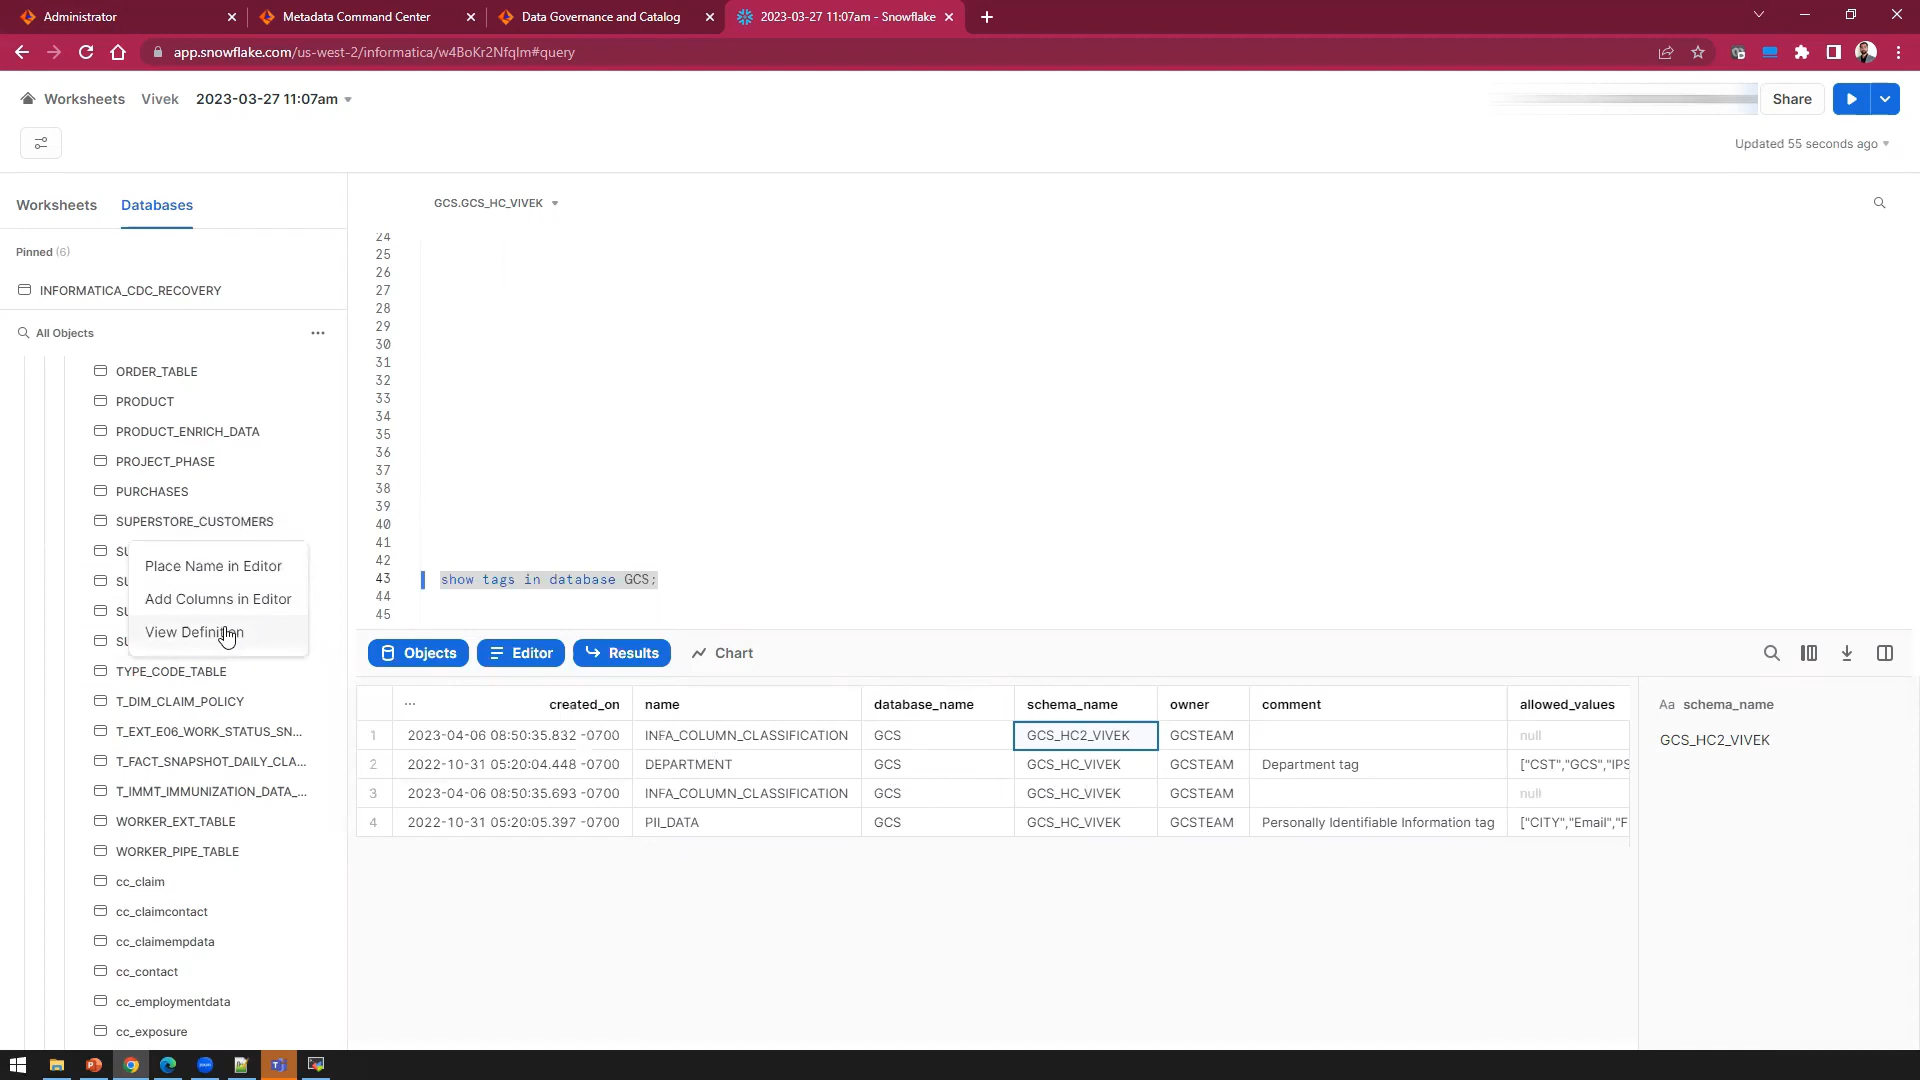 Administrator
Metadata Command Center
Data Governance and Catalog
2023-03-27 11:07am - Snowflake
app.snowflake.com/us-west-2/informatica/w4BoKr2Nfqlm#query
Worksheets
Vivek
2023-03-27 11:07am
Share
Updated 55 seconds ago
Worksheets
Databases
GCS.GCS_HC_VIVEK
Pinned (6)
INFORMATICA_CDC_RECOVERY
All Objects
ORDER_TABLE
PRODUCT
PRODUCT_ENRICH_DATA
PROJECT_PHASE
PURCHASES
SUPERSTORE_CUSTOMERS
SU
SU
SU
SU
Place Name in Editor
Add Columns in Editor
View Definition
TYPE_CODE_TABLE
T_DIM_CLAIM_POLICY
T_EXT_E06_WORK_STATUS_SN...
T_FACT_SNAPSHOT_DAILY_CLA...
T_IMMT_IMMUNIZATION_DATA_...
WORKER_EXT_TABLE
WORKER_PIPE_TABLE
cc_claim
cc_claimcontact
cc_claimempdata
cc_contact
cc_employmentdata
cc_exposure
24
25
26
27
28
29
30
31
32
33
34
35
36
37
38
39
40
41
42
43 show tags in database GCS;
44
45
Objects
Editor
Results
Chart
... created_on name database_name schema_name owner comment allowed_values
1 2023-04-06 08:50:35.832 -0700 INFA_COLUMN_CLASSIFICATION GCS GCS_HC2_VIVEK GCSTEAM null
2 2022-10-31 05:20:04.448 -0700 DEPARTMENT GCS GCS_HC_VIVEK GCSTEAM Department tag ["CST","GCS","IPS
3 2023-04-06 08:50:35.693 -0700 INFA_COLUMN_CLASSIFICATION GCS GCS_HC_VIVEK GCSTEAM null
4 2022-10-31 05:20:05.397 -0700 PII_DATA GCS GCS_HC_VIVEK GCSTEAM Personally Identifiable Information tag ["CITY","Email","F
Aa schema_name
GCS_HC2_VIVEK